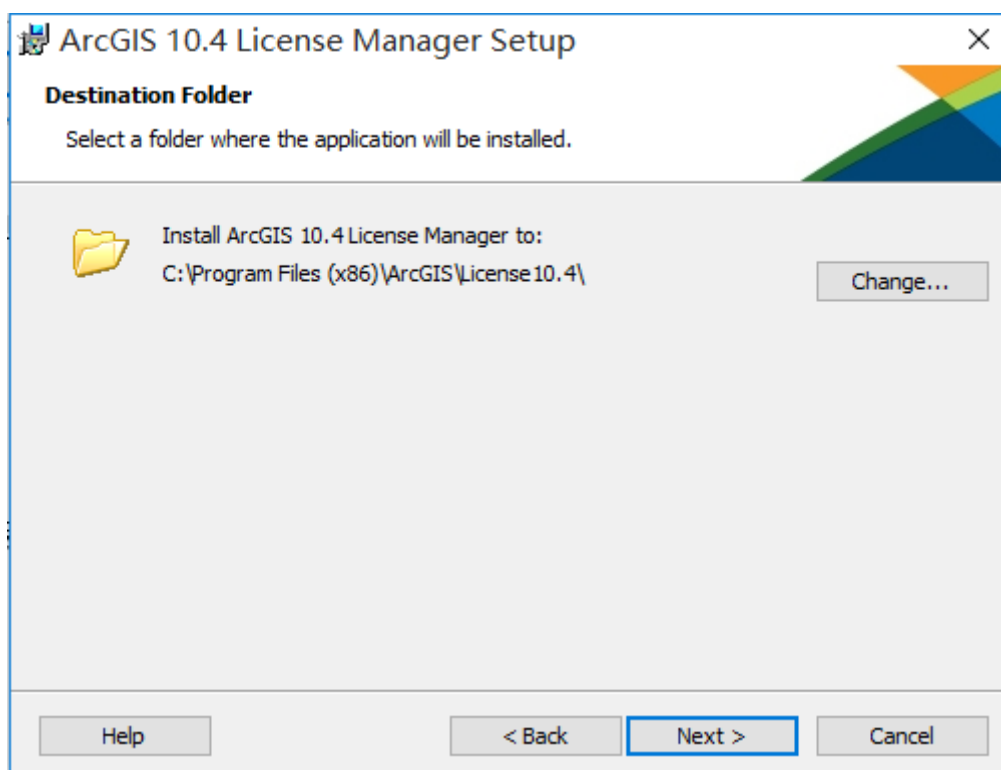 ArcGIS 10.4 License Manager Setup
Destination Folder
Select a folder where the application will be installed.
Install ArcGIS 10.4 License Manager to:
C:\Program Files (x86)\ArcGIS\License10.4\
Change...
Help
< Back
Next >
Cancel